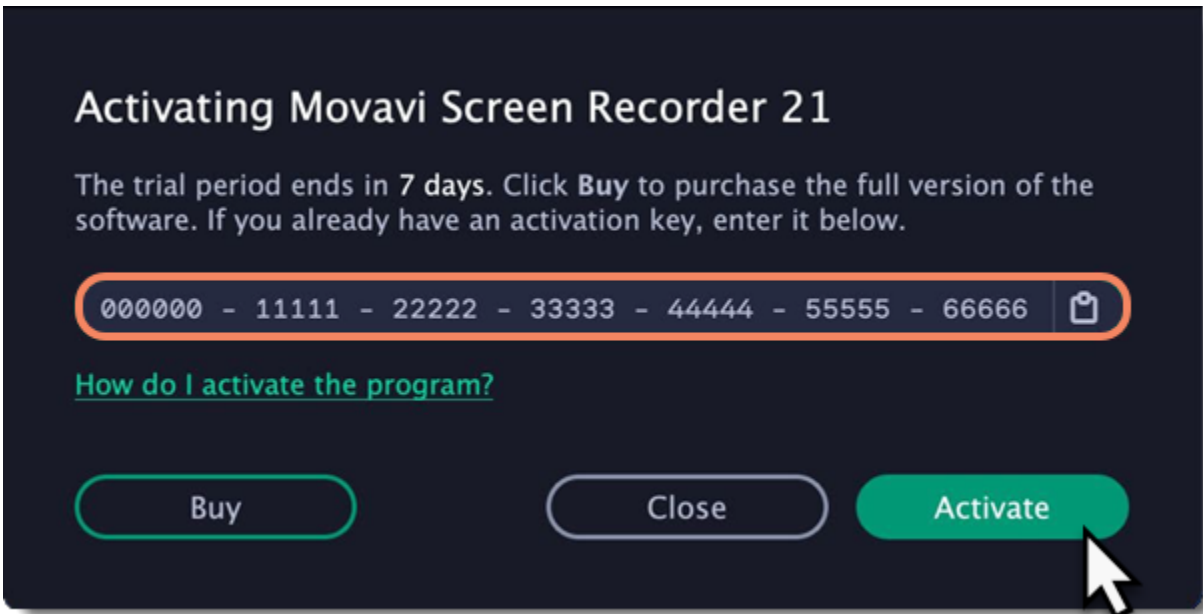 Activating Movavi Screen Recorder 21
The trial period ends in 7 days. Click Buy to purchase the full version of the
software. If you already have an activation key, enter it below.
000000 - 11111 - 22222 - 33333 - 44444 - 55555 - 66666
How do I activate the program?
Buy Close Activate